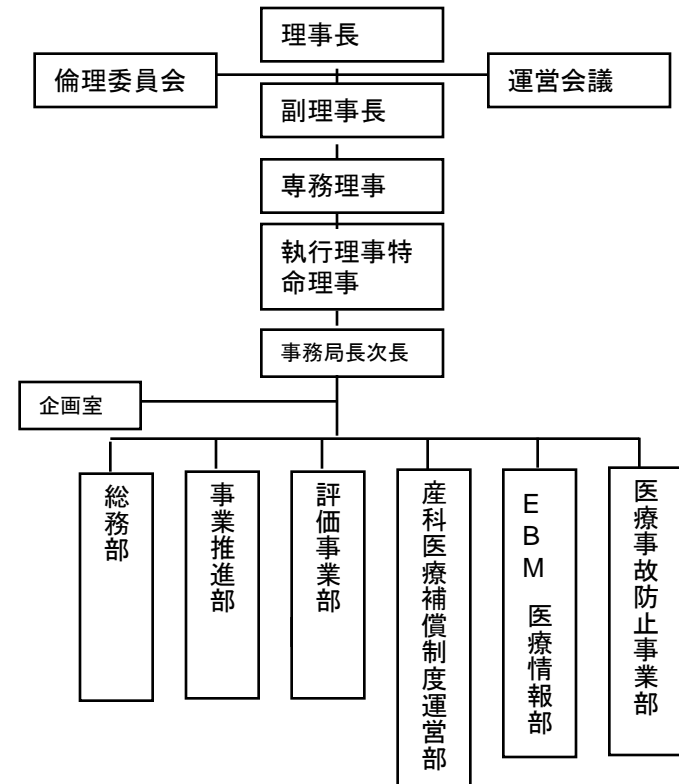 理事長
倫理委員会
運営会議
副理事長
専務理事
執行理事特
命理事
事務局長次長
企画室
総務部
事業推進部
評価事業部
産科医療補償制度運営部
EBM 医療情報部
医療事故防止事業部